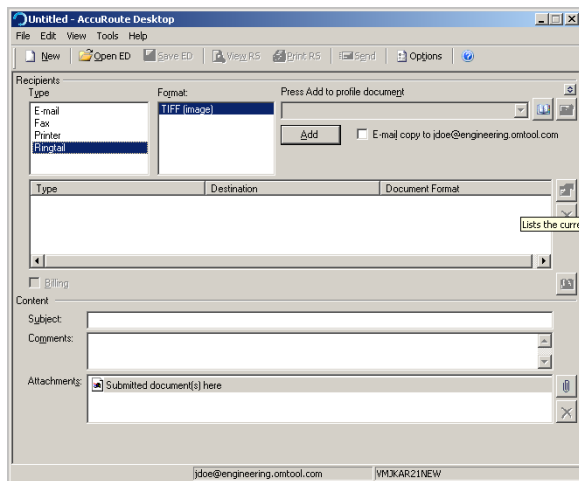 Untitled - AccuRoute Desktop
File Edit View Tools Help
New Open ED Save ED View RS Print RS Send Options
Recipients
Type Format: Press Add to profile document
E-mail
Fax
Printer
Ringtail
TIFF (image)
Add E-mail copy to jdoe@engineering.omtool.com
Type Destination Document Format
Lists the curre
Billing
Content
Subject:
Comments:
Attachments: Submitted document(s) here
jdoe@engineering.omtool.com VMJKAR21NEW